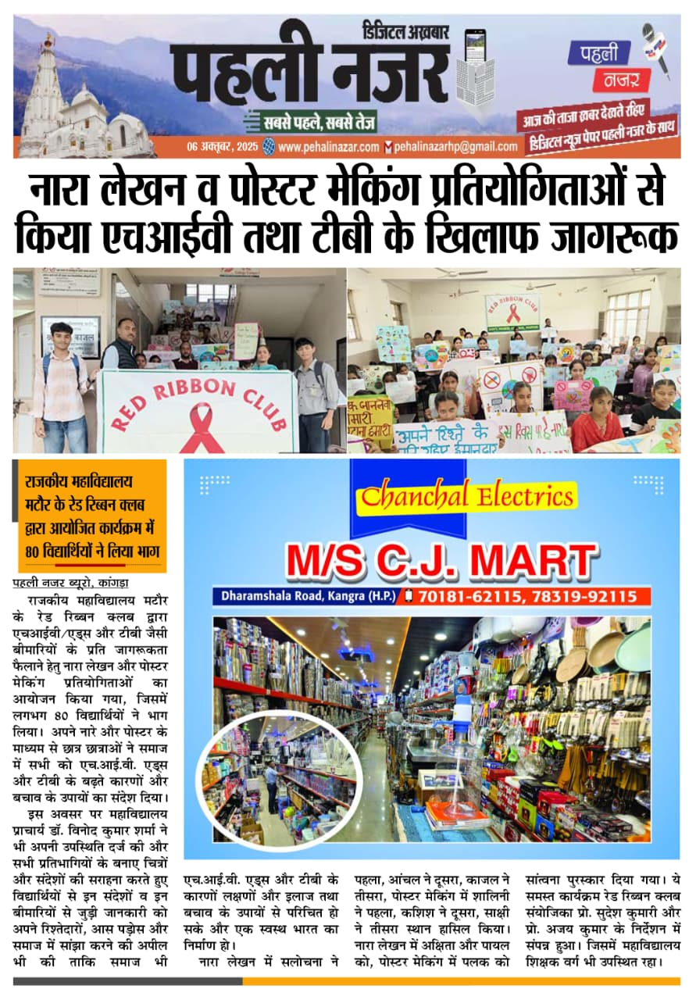 डिजिटल अख़बार
पहली नजर
सबसे पहले, सबसे तेज
पहली
नजर
आज की ताजा खबर देखते रहिए
डिजिटल न्यूज पेपर पहली नजर के साथ
06 अक्तूबर, 2025 www.pehalinazar.com pehalinazarhp@gmail.com
नारा लेखन व पोस्टर मेकिंग प्रतियोगिताओं से
किया एचआईवी तथा टीबी के खिलाफ जागरूक
RED RIBBON CLUB
RED RIBBON CLUB
अपने रिश्ते के
राजकीय महाविद्यालय
मटौर के रेड रिब्बन क्लब
द्वारा आयोजित कार्यक्रम में
80 विद्यार्थियों ने लिया भाग
पहली नजर ब्यूरो, कांगड़ा
राजकीय महाविद्यालय मटौर
के रेड रिब्बन क्लब द्वारा
एचआईवी/एड्स और टीबी जैसी
बीमारियों के प्रति जागरूकता
फैलाने हेतु नारा लेखन और पोस्टर
मेकिंग प्रतियोगिताओं का
आयोजन किया गया, जिसमें
लगभग 80 विद्यार्थियों ने भाग
लिया। अपने नारे और पोस्टर के
माध्यम से छात्र छात्राओं ने समाज
में सभी को एच.आई.वी. एड्स
और टीबी के बढ़ते कारणों और
बचाव के उपायों का संदेश दिया।
इस अवसर पर महाविद्यालय
प्राचार्य डॉ. विनोद कुमार शर्मा ने
भी अपनी उपस्थिति दर्ज की और
सभी प्रतिभागियों के बनाए चित्रों
और संदेशों की सराहना करते हुए
विद्यार्थियों से इन संदेशों व इन
बीमारियों से जुड़ी जानकारी को
अपने रिश्तेदारों, आस पड़ोस और
समाज में सांझा करने की अपील
भी की ताकि समाज भी
Chanchal Electrics
M/S C.J. MART
Dharamshala Road, Kangra (H.P.) 70181-62115, 78319-92115
एच.आई.वी. एड्स और टीबी के
कारणों लक्षणों और इलाज तथा
बचाव के उपायों से परिचित हो
सके और एक स्वस्थ भारत का
निर्माण हो।
नारा लेखन में सलोचना ने
पहला, आंचल ने दूसरा, काजल ने
तीसरा, पोस्टर मेकिंग में शालिनी
ने पहला, कशिश ने दूसरा, साक्षी
ने तीसरा स्थान हासिल किया।
नारा लेखन में अक्षिता और पायल
को, पोस्टर मेकिंग में पलक को
सांत्वना पुरस्कार दिया गया। ये
समस्त कार्यक्रम रेड रिब्बन क्लब
संयोजिका प्रो. सुदेश कुमारी और
प्रो. अजय कुमार के निर्देशन में
संपन्न हुआ। जिसमें महाविद्यालय
शिक्षक वर्ग भी उपस्थित रहा।